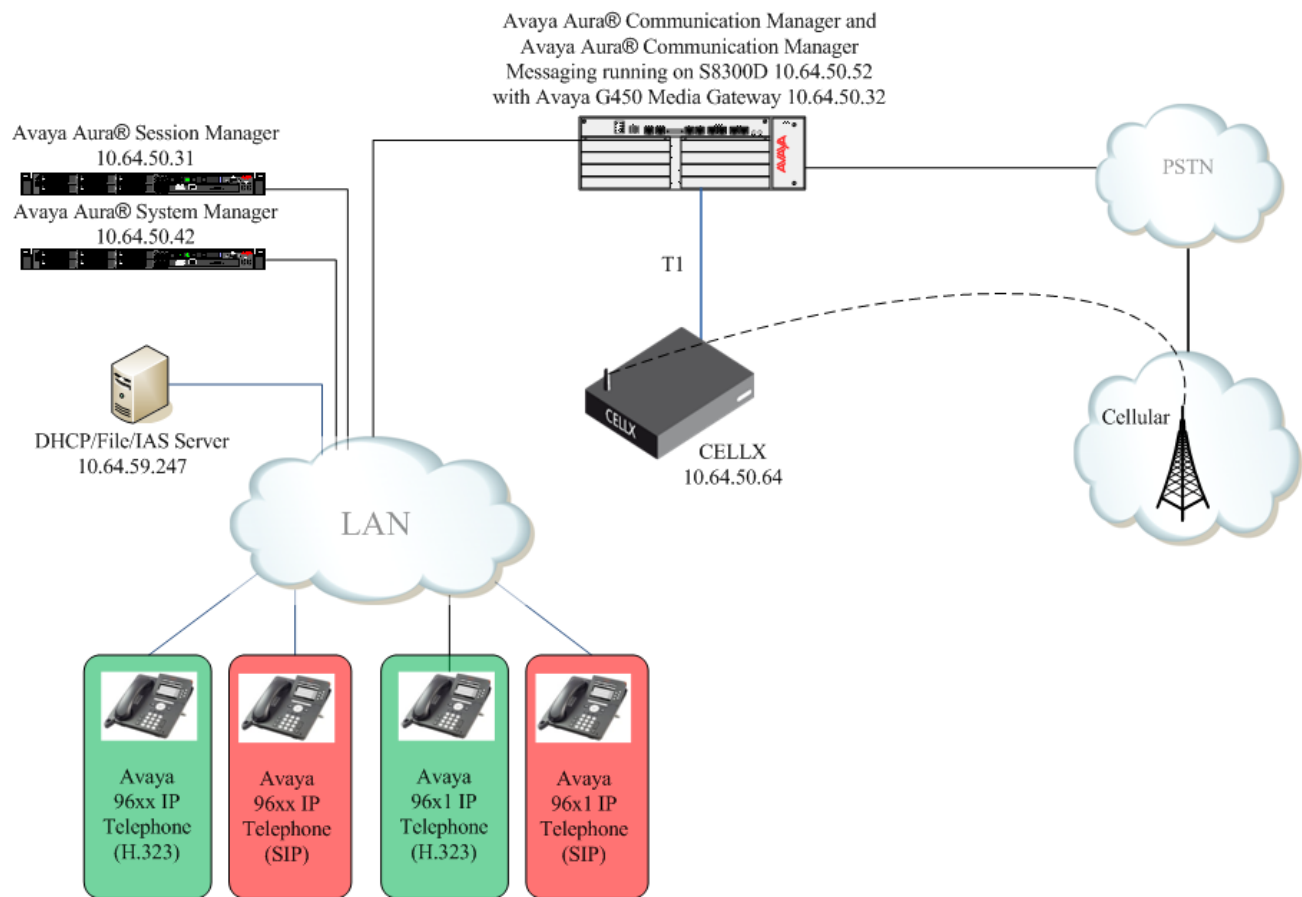 Avaya Aura® Communication Manager and
Avaya Aura® Communication Manager
Messaging running on S8300D 10.64.50.52
with Avaya G450 Media Gateway 10.64.50.32
Avaya Aura® Session Manager
10.64.50.31
AVAYA
PSTN
Avaya Aura® System Manager
10.64.50.42
T1
CELLX
Cellular
DHCP/File/IAS Server
10.64.59.247
CELLX
10.64.50.64
LAN
Avaya
96xx IP
Telephone
(H.323)
Avaya
96xx IP
Telephone
(SIP)
Avaya
96x1 IP
Telephone
(H.323)
Avaya
96x1 IP
Telephone
(SIP)